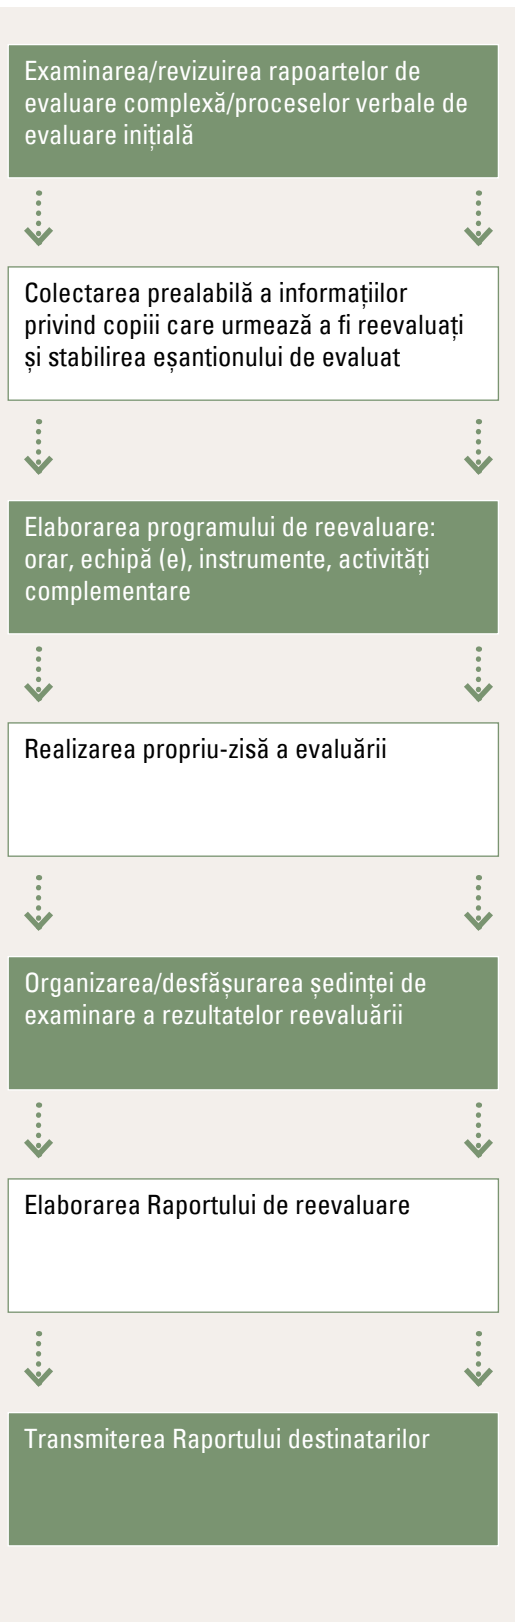 Examinarea/revizuirea rapoartelor de
evaluare complexă/proceselor verbale de
evaluare inițială
Colectarea prealabilă a informațiilor
privind copiii care urmează a fi reevaluați
și stabilirea eșantionului de evaluat
Elaborarea programului de reevaluare:
orar, echipă (e), instrumente, activități
complementare
Realizarea propriu-zisă a evaluării
Organizarea/desfășurarea ședinței de
examinare a rezultatelor reevaluării
Elaborarea Raportului de reevaluare
Transmiterea Raportului destinatarilor